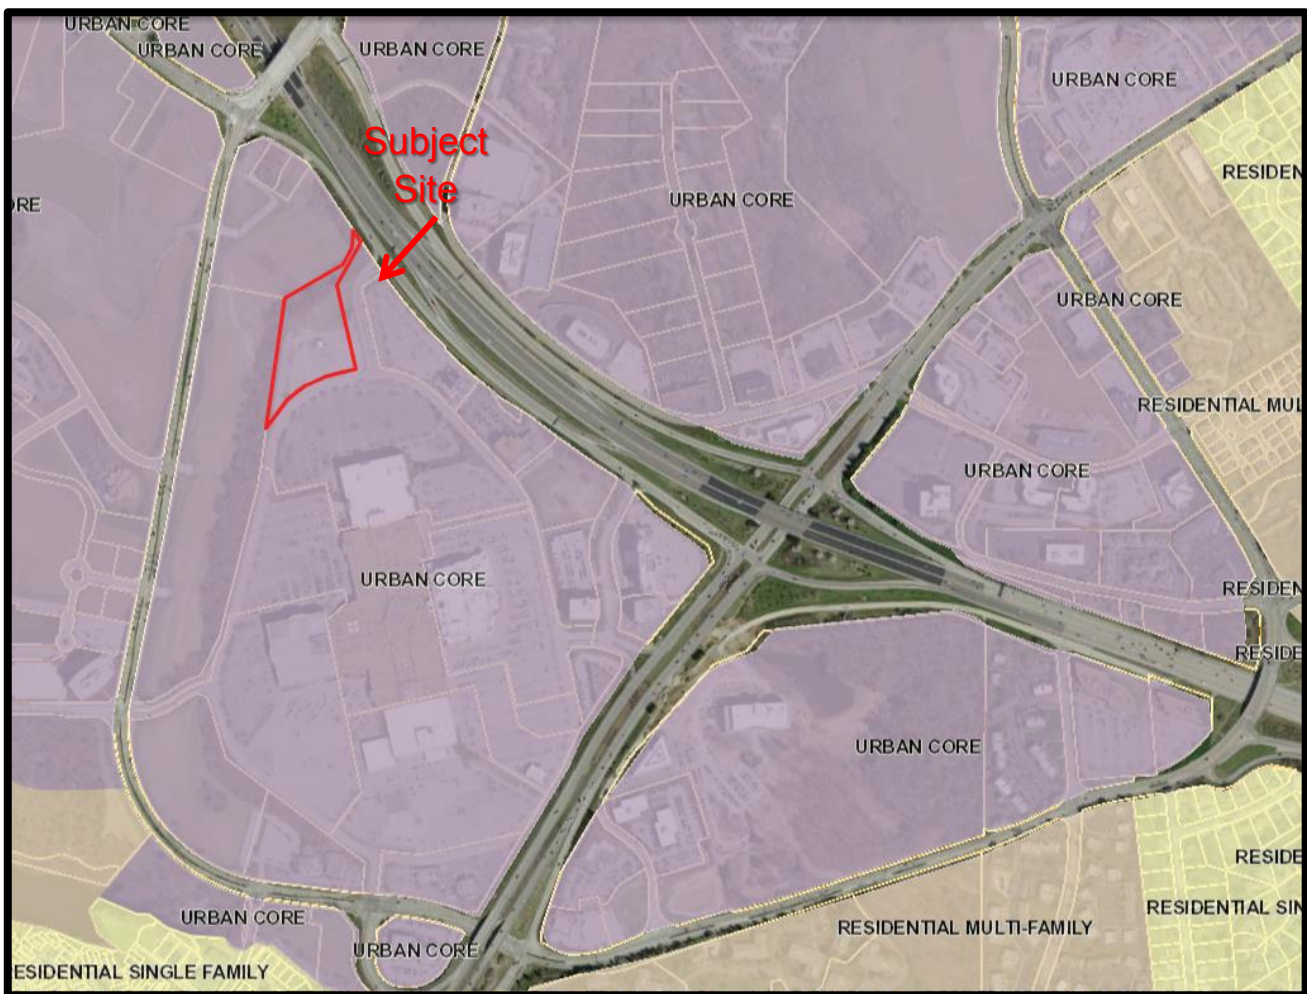 URBAN CORE
URBAN CORE
URBAN CORE
URBAN CORE
Subject
Site
RESIDEN
URBAN CORE
ORE
URBAN CORE
RESIDENTIAL MUL
URBAN CORE
URBAN CORE
RESIDEN
RESIDE
URBAN CORE
RESIDE
RESIDENTIAL SIN
URBAN CORE
RESIDENTIAL MULTI-FAMILY
URBAN CORE
ESIDENTIAL SINGLE FAMILY